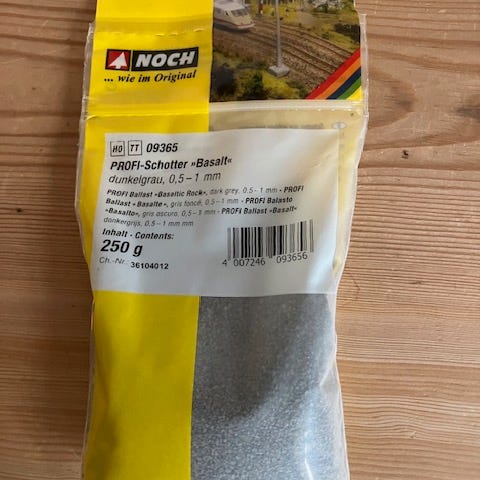 NOCH
... wie im Original
H0 TT 09365
PROFI-Schotter »Basalt«
dunkelgrau, 0,5 – 1 mm
PROFI Ballast »Basaltic Rock«, dark grey, 0,5 – 1 mm · PROFI
Ballast »Basalte«, gris foncé, 0,5 – 1 mm · PROFI Balasto
»Basalto«, gris oscuro, 0,5 – 1 mm · PROFI Ballast »Basalt«
donkergrijs, 0,5 – 1 mm mm
Inhalt · Contents:
250 g
Ch.-Nr. 36104012
4 007246 093656